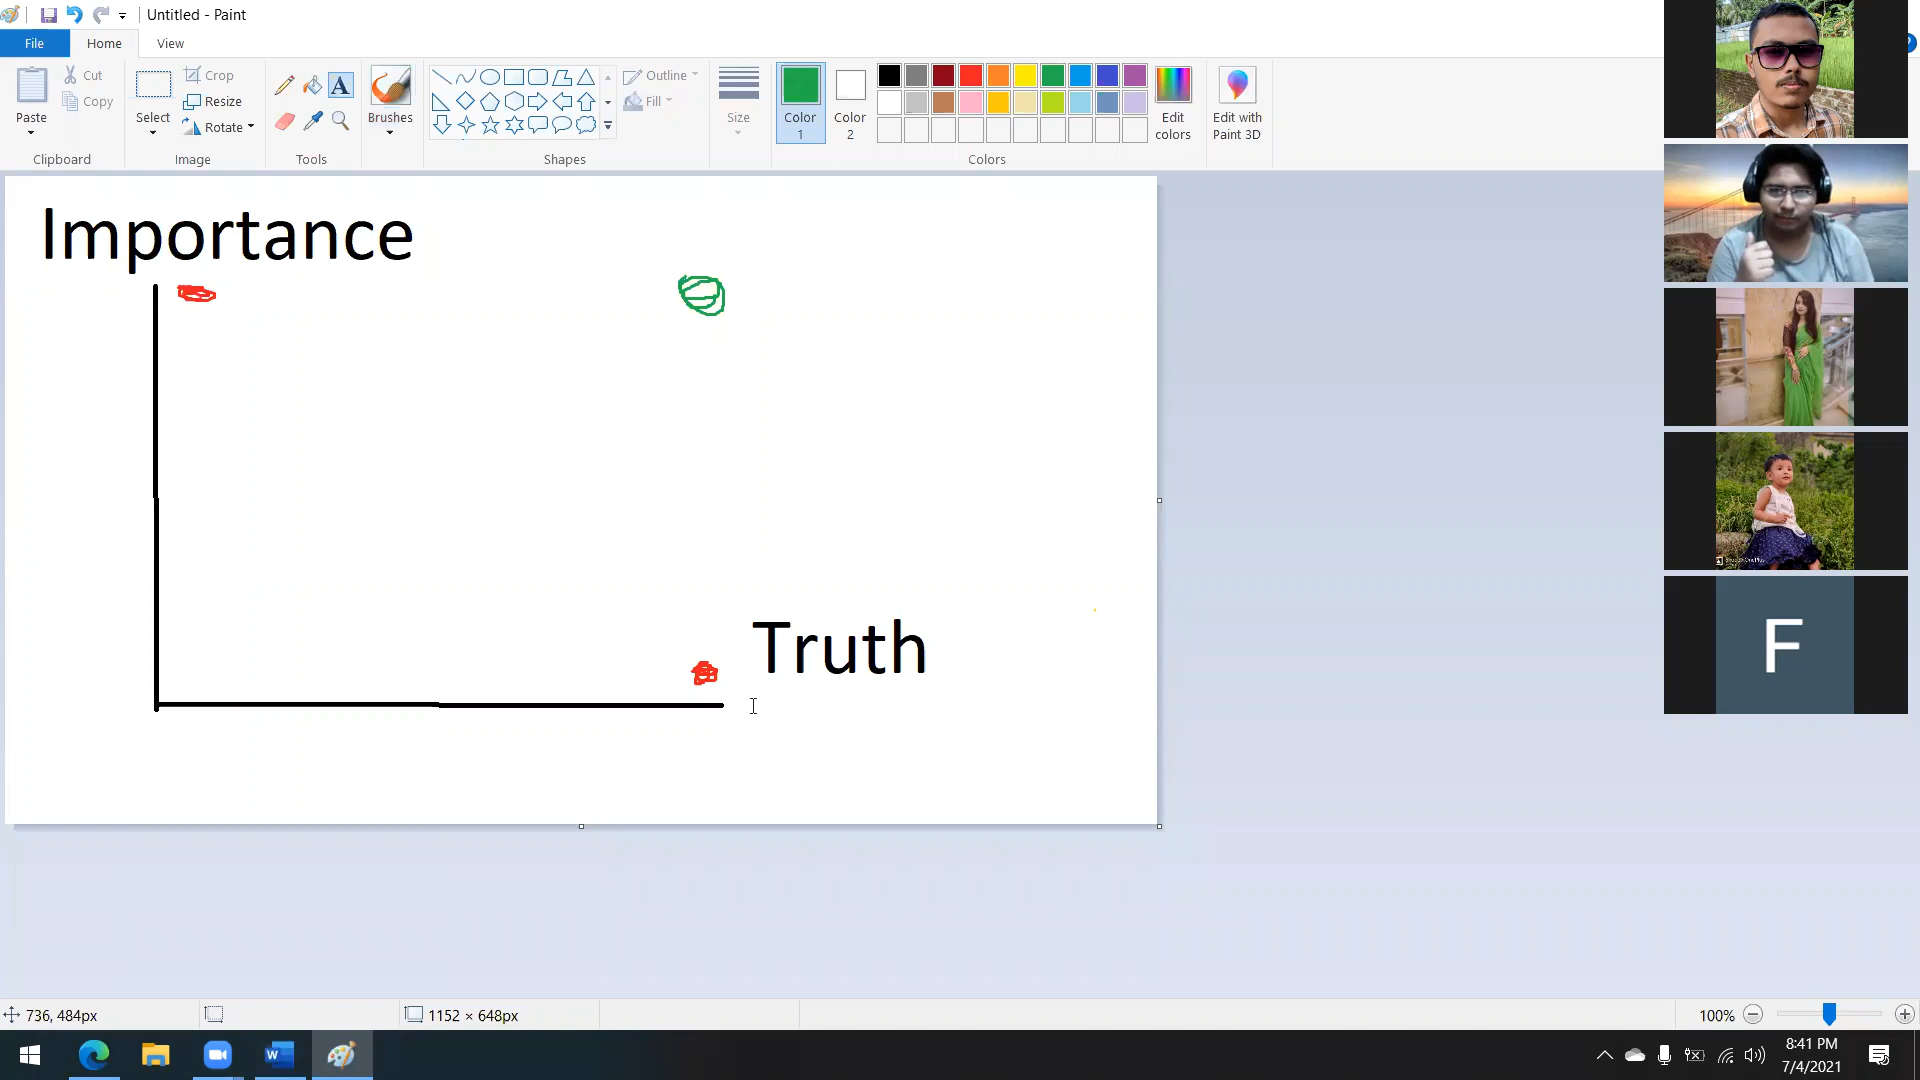 Untitled - Paint
File
Home
View
Paste
Cut
Copy
Clipboard
Select
Crop
Resize
Rotate
Image
A
Tools
Brushes
Outline
Fill
Shapes
Size
Color
1
Color
2
Edit
colors
Edit with
Paint 3D
Colors
Importance
Truth
F
736, 484px
1152 × 648px
100%
W
8:41 PM
7/4/2021